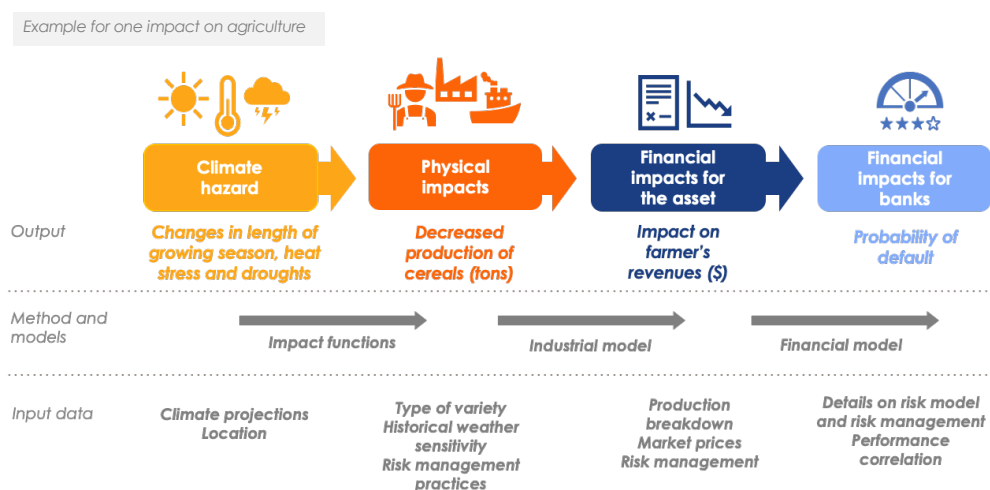 Example for one impact on agriculture
Climate
hazard
Physical
impacts
Financial
impacts for
the asset
Financial
impacts for
banks
Output
Changes in length of
growing season, heat
stress and droughts
Decreased
production of
cereals (tons)
Impact on
farmer's
revenues ($)
Probability of
default
Method and
models
Impact functions
Industrial model
Financial model
Input data
Climate projections
Location
Type of variety
Historical weather
sensitivity
Risk management
practices
Production
breakdown
Market prices
Risk management
Details on risk model
and risk management
Performance
correlation